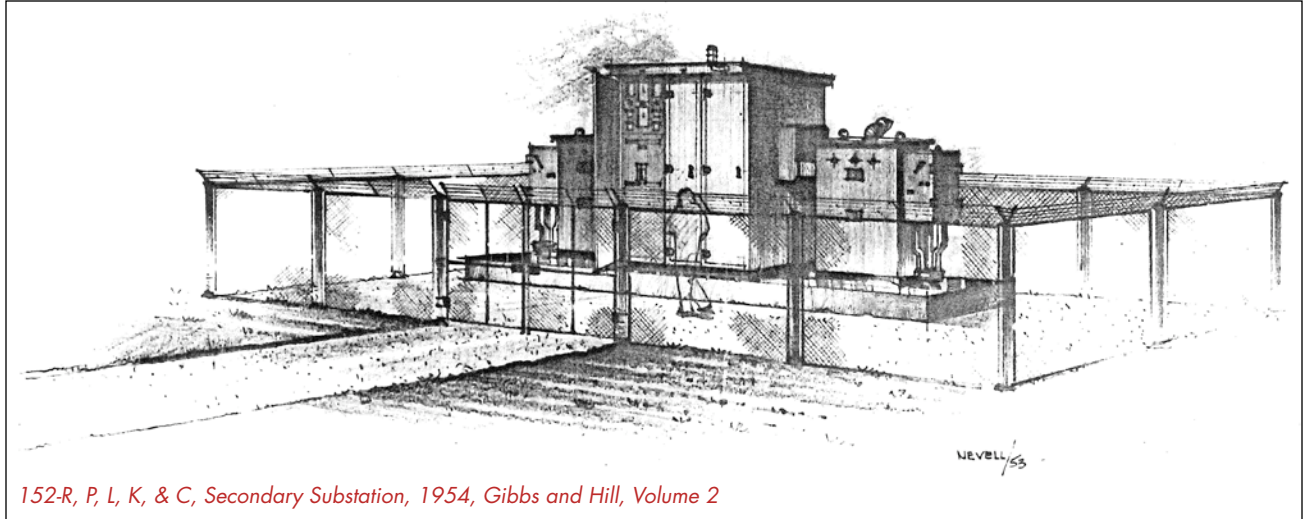 NEVELL/53
152-R, P, L, K, & C, Secondary Substation, 1954, Gibbs and Hill, Volume 2